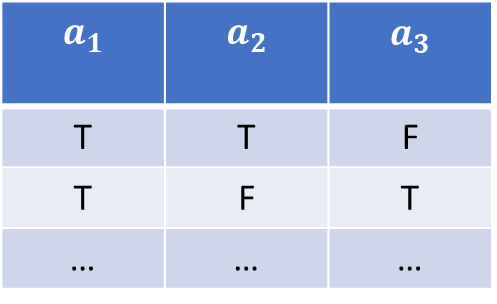 a₁ a₂ a₃
T T F
T F T
... ... ...